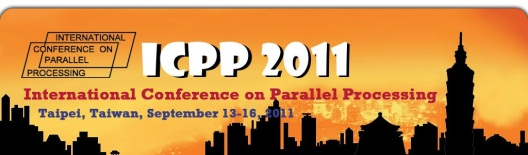 INTERNATIONAL
CONFERENCE ON
PARALLEL
PROCESSING
ICPP 2011
International Conference on Parallel Processing
Taipei, Taiwan, September 13-16, 2011